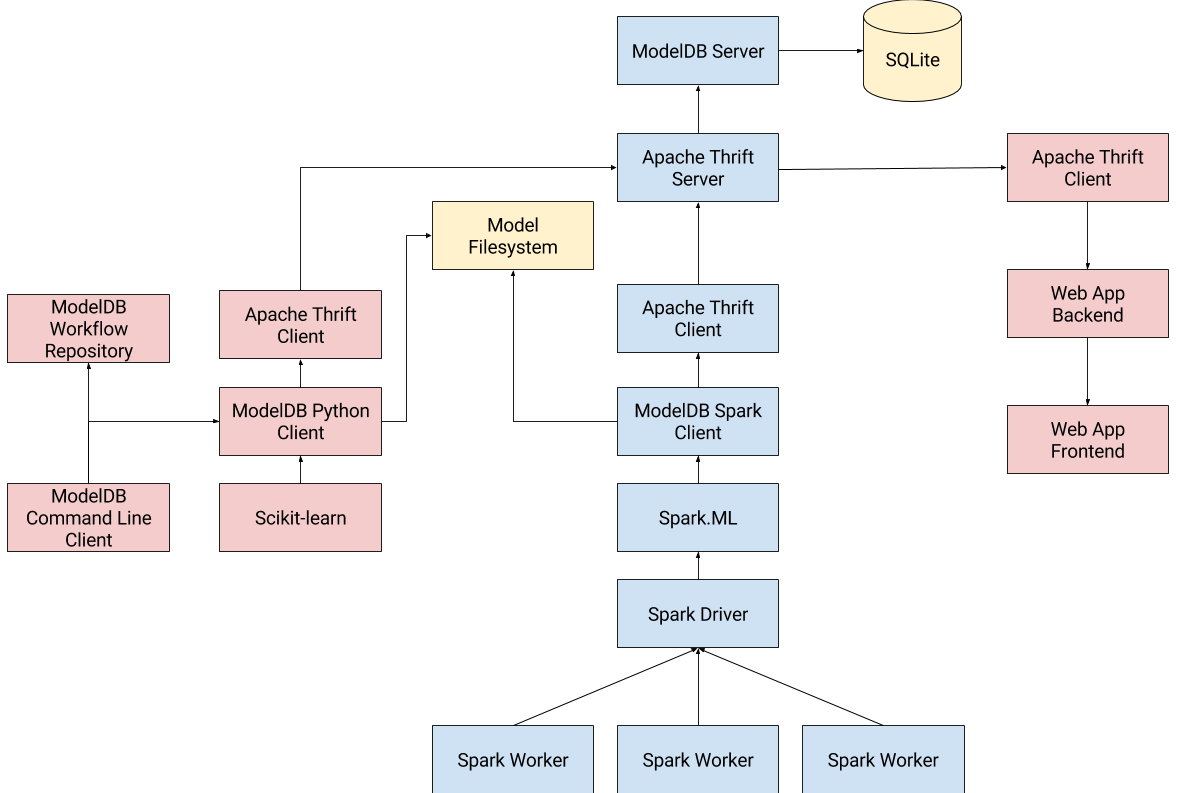 ModelDB Server
SQLite
Apache Thrift
Server
Apache Thrift
Client
Model
Filesystem
Web App
Backend
Apache Thrift
Client
Apache Thrift
Client
ModelDB
Workflow
Repository
ModelDB Python
Client
ModelDB Spark
Client
Web App
Frontend
ModelDB
Command Line
Client
Scikit-learn
Spark.ML
Spark Driver
Spark Worker
Spark Worker
Spark Worker